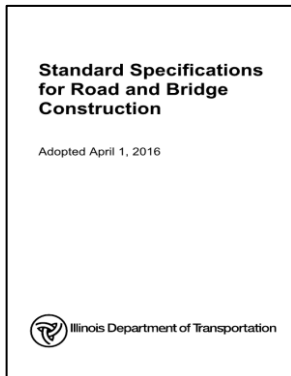 Standard Specifications
for Road and Bridge
Construction
Adopted April 1, 2016
Illinois Department of Transportation